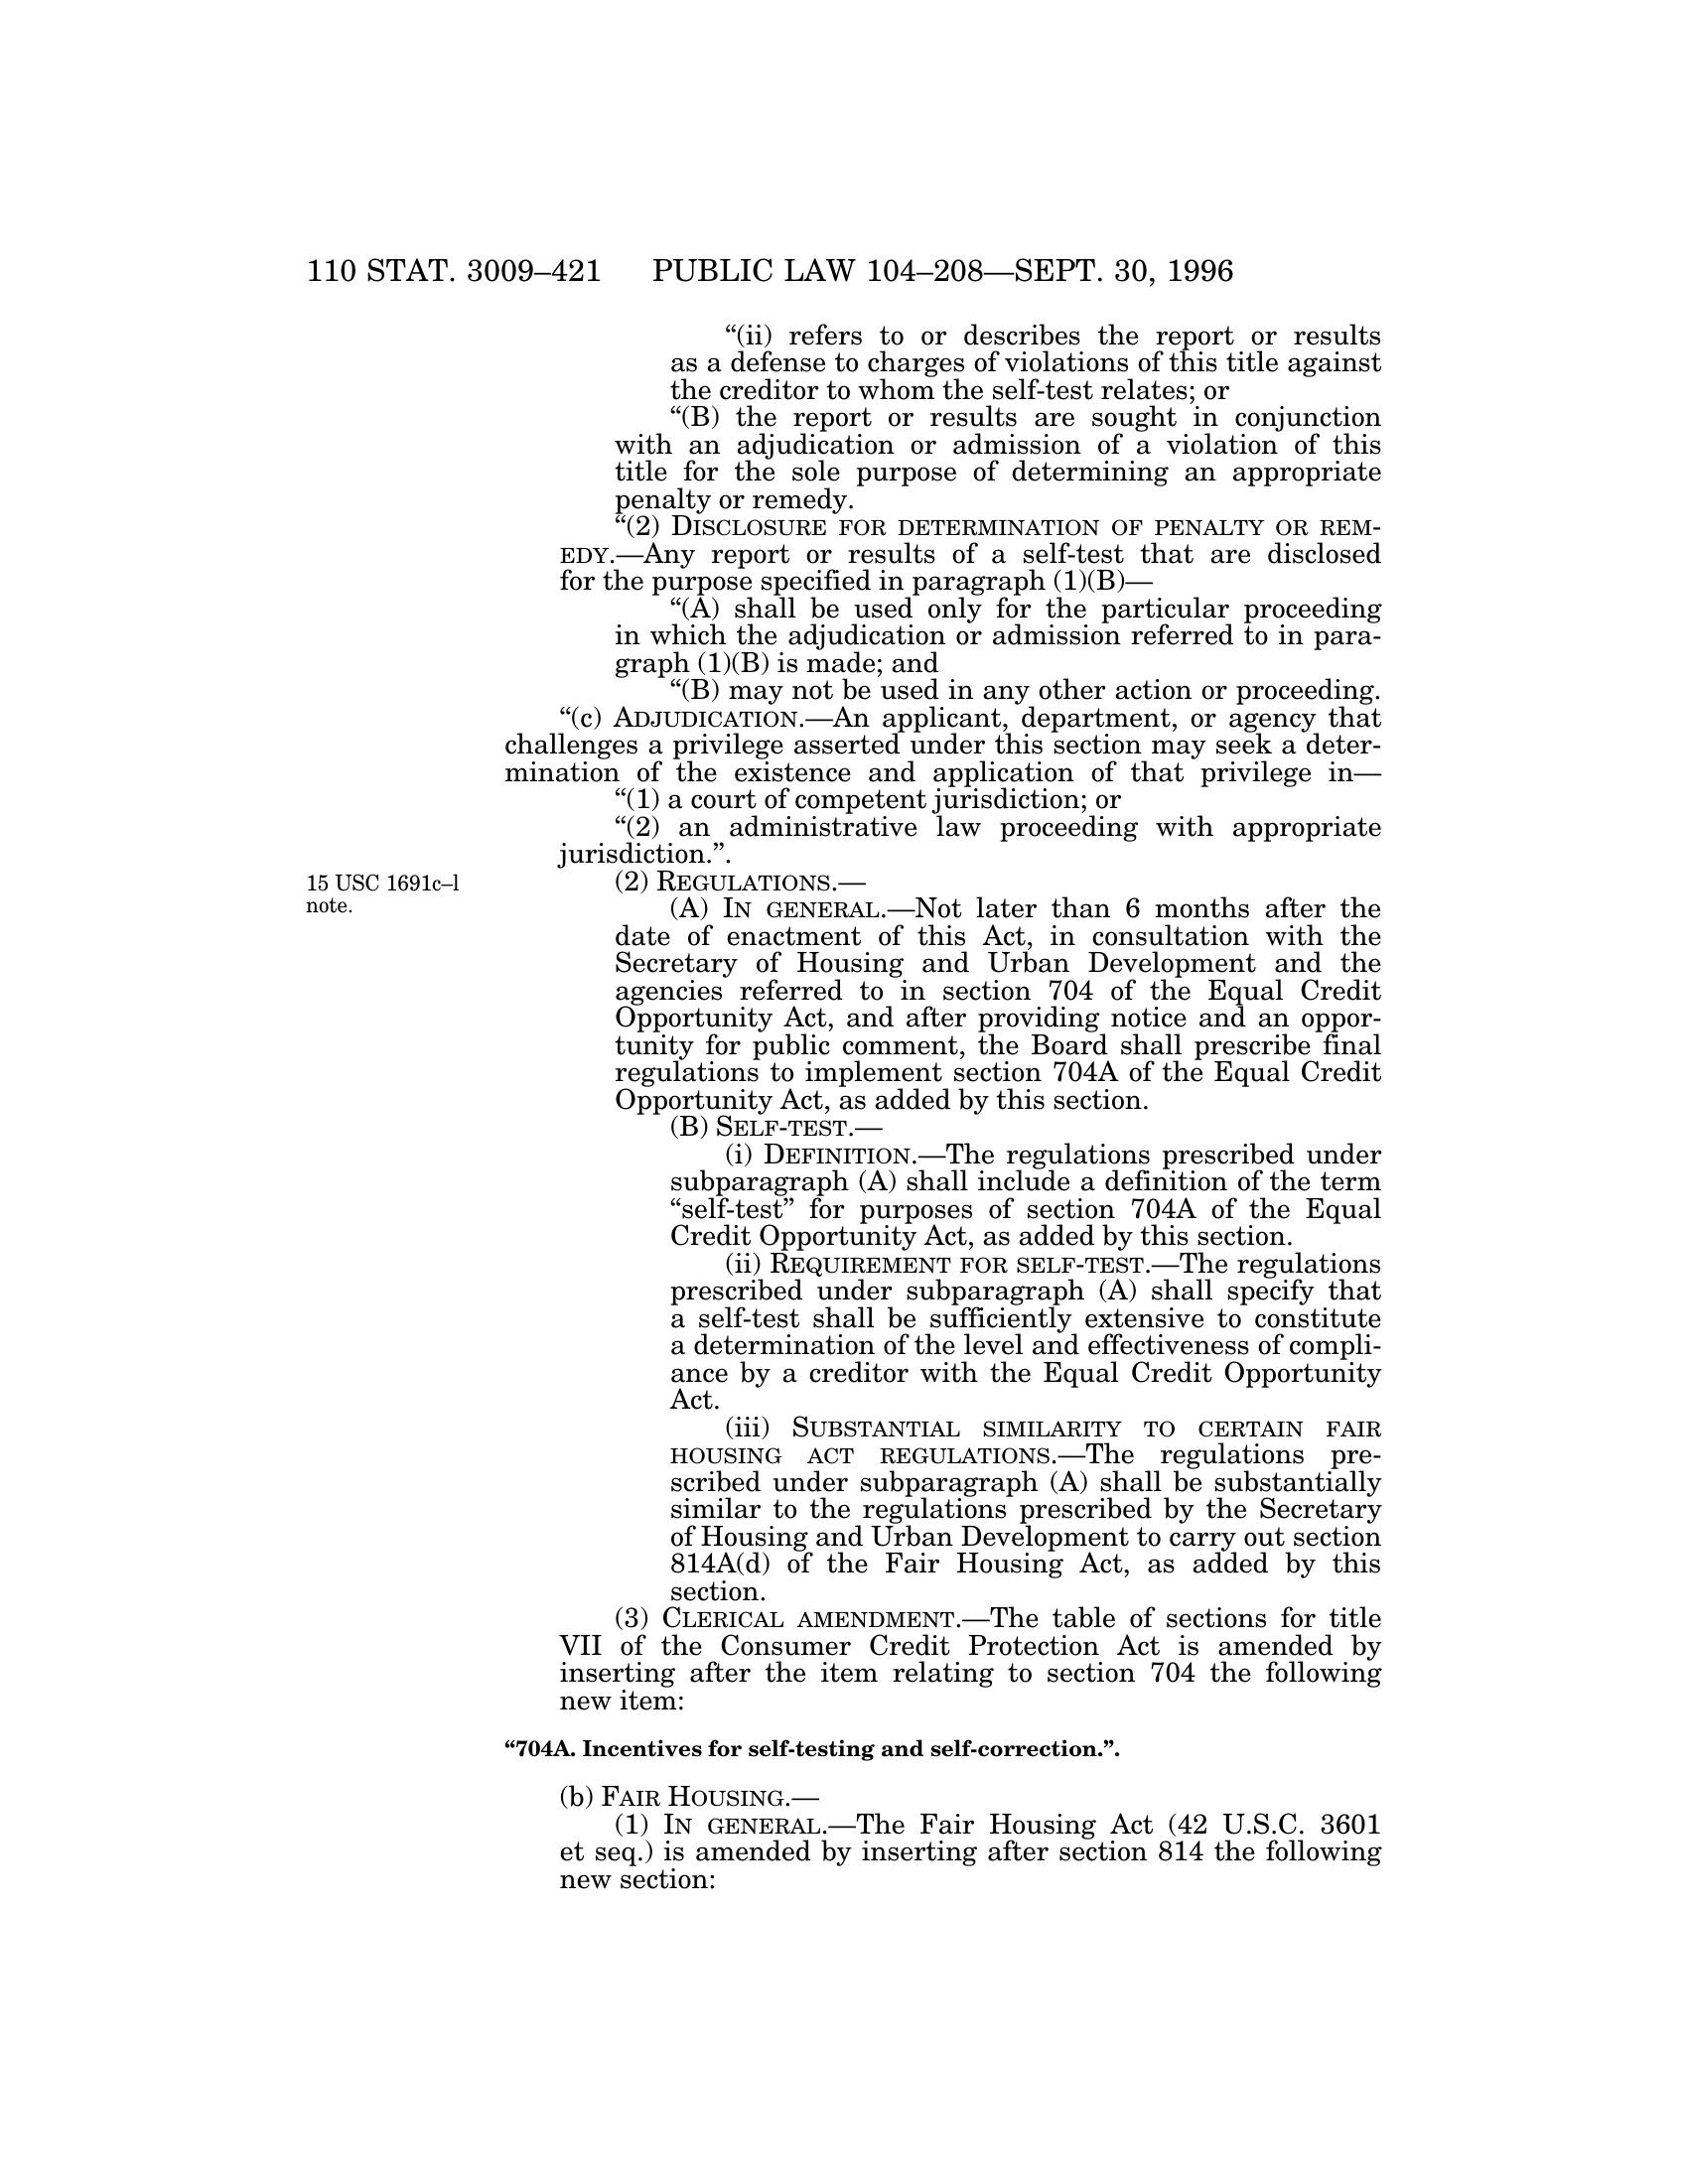 110 STAT. 3009–421 PUBLIC LAW 104–208—SEPT. 30, 1996
“(ii) refers to or describes the report or results
as a defense to charges of violations of this title against
the creditor to whom the self-test relates; or
“(B) the report or results are sought in conjunction
with an adjudication or admission of a violation of this
title for the sole purpose of determining an appropriate
penalty or remedy.
“(2) DISCLOSURE FOR DETERMINATION OF PENALTY OR REM-
EDY.—Any report or results of a self-test that are disclosed
for the purpose specified in paragraph (1)(B)—
“(A) shall be used only for the particular proceeding
in which the adjudication or admission referred to in para-
graph (1)(B) is made; and
“(B) may not be used in any other action or proceeding.
“(c) ADJUDICATION.—An applicant, department, or agency that
challenges a privilege asserted under this section may seek a deter-
mination of the existence and application of that privilege in—
“(1) a court of competent jurisdiction; or
“(2) an administrative law proceeding with appropriate
jurisdiction.”.
15 USC 1691c–l
note.
(2) REGULATIONS.—
(A) IN GENERAL.—Not later than 6 months after the
date of enactment of this Act, in consultation with the
Secretary of Housing and Urban Development and the
agencies referred to in section 704 of the Equal Credit
Opportunity Act, and after providing notice and an oppor-
tunity for public comment, the Board shall prescribe final
regulations to implement section 704A of the Equal Credit
Opportunity Act, as added by this section.
(B) SELF-TEST.—
(i) DEFINITION.—The regulations prescribed under
subparagraph (A) shall include a definition of the term
“self-test” for purposes of section 704A of the Equal
Credit Opportunity Act, as added by this section.
(ii) REQUIREMENT FOR SELF-TEST.—The regulations
prescribed under subparagraph (A) shall specify that
a self-test shall be sufficiently extensive to constitute
a determination of the level and effectiveness of compli-
ance by a creditor with the Equal Credit Opportunity
Act.
(iii) SUBSTANTIAL SIMILARITY TO CERTAIN FAIR
HOUSING ACT REGULATIONS.—The regulations pre-
scribed under subparagraph (A) shall be substantially
similar to the regulations prescribed by the Secretary
of Housing and Urban Development to carry out section
814A(d) of the Fair Housing Act, as added by this
section.
(3) CLERICAL AMENDMENT.—The table of sections for title
VII of the Consumer Credit Protection Act is amended by
inserting after the item relating to section 704 the following
new item:
“704A. Incentives for self-testing and self-correction.”.
(b) FAIR HOUSING.—
(1) IN GENERAL.—The Fair Housing Act (42 U.S.C. 3601
et seq.) is amended by inserting after section 814 the following
new section: